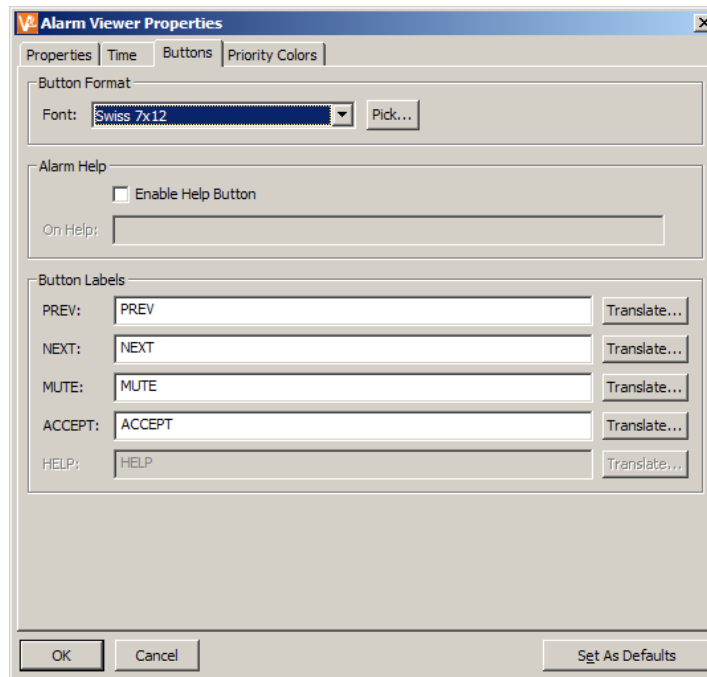 Alarm Viewer Properties
Properties Time Buttons Priority Colors
Button Format
Font: Swiss 7x12 Pick...
Alarm Help
Enable Help Button
On Help:
Button Labels
PREV: PREV Translate...
NEXT: NEXT Translate...
MUTE: MUTE Translate...
ACCEPT: ACCEPT Translate...
HELP: HELP Translate...
OK Cancel Set As Defaults